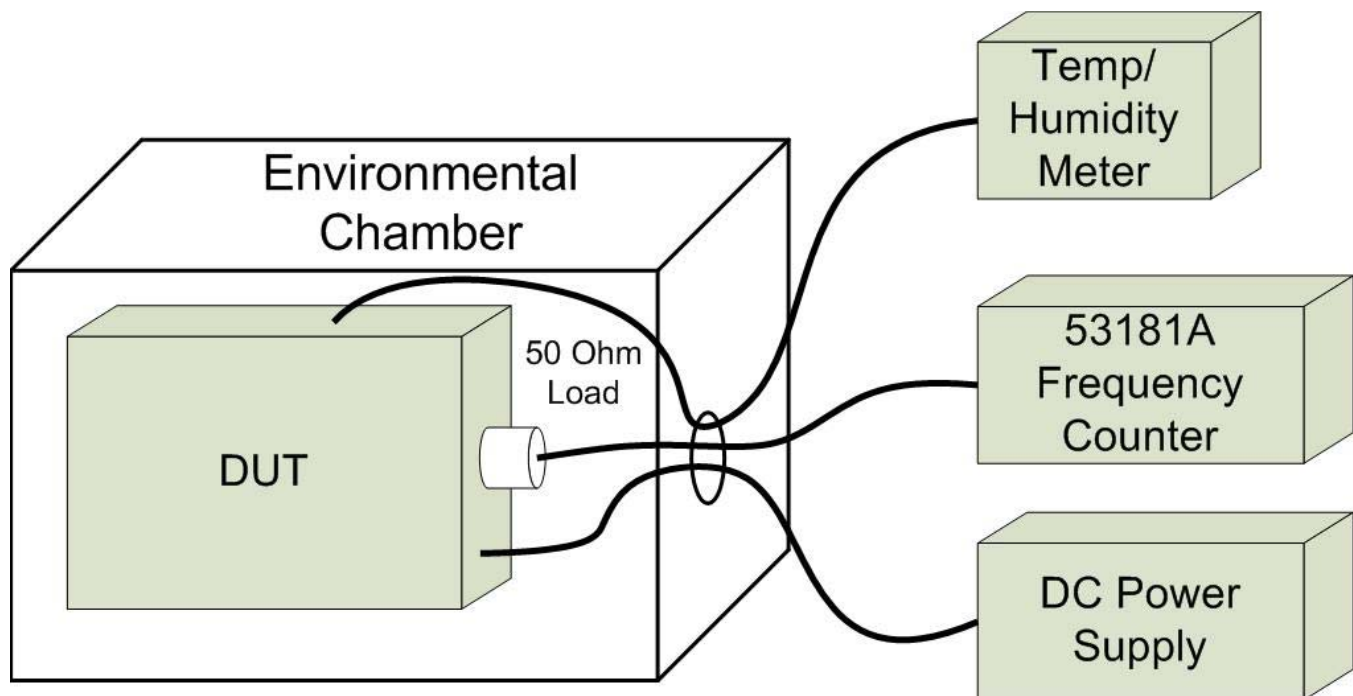 Environmental
Chamber
50 Ohm
Load
DUT
Temp/
Humidity
Meter
53181A
Frequency
Counter
DC Power
Supply